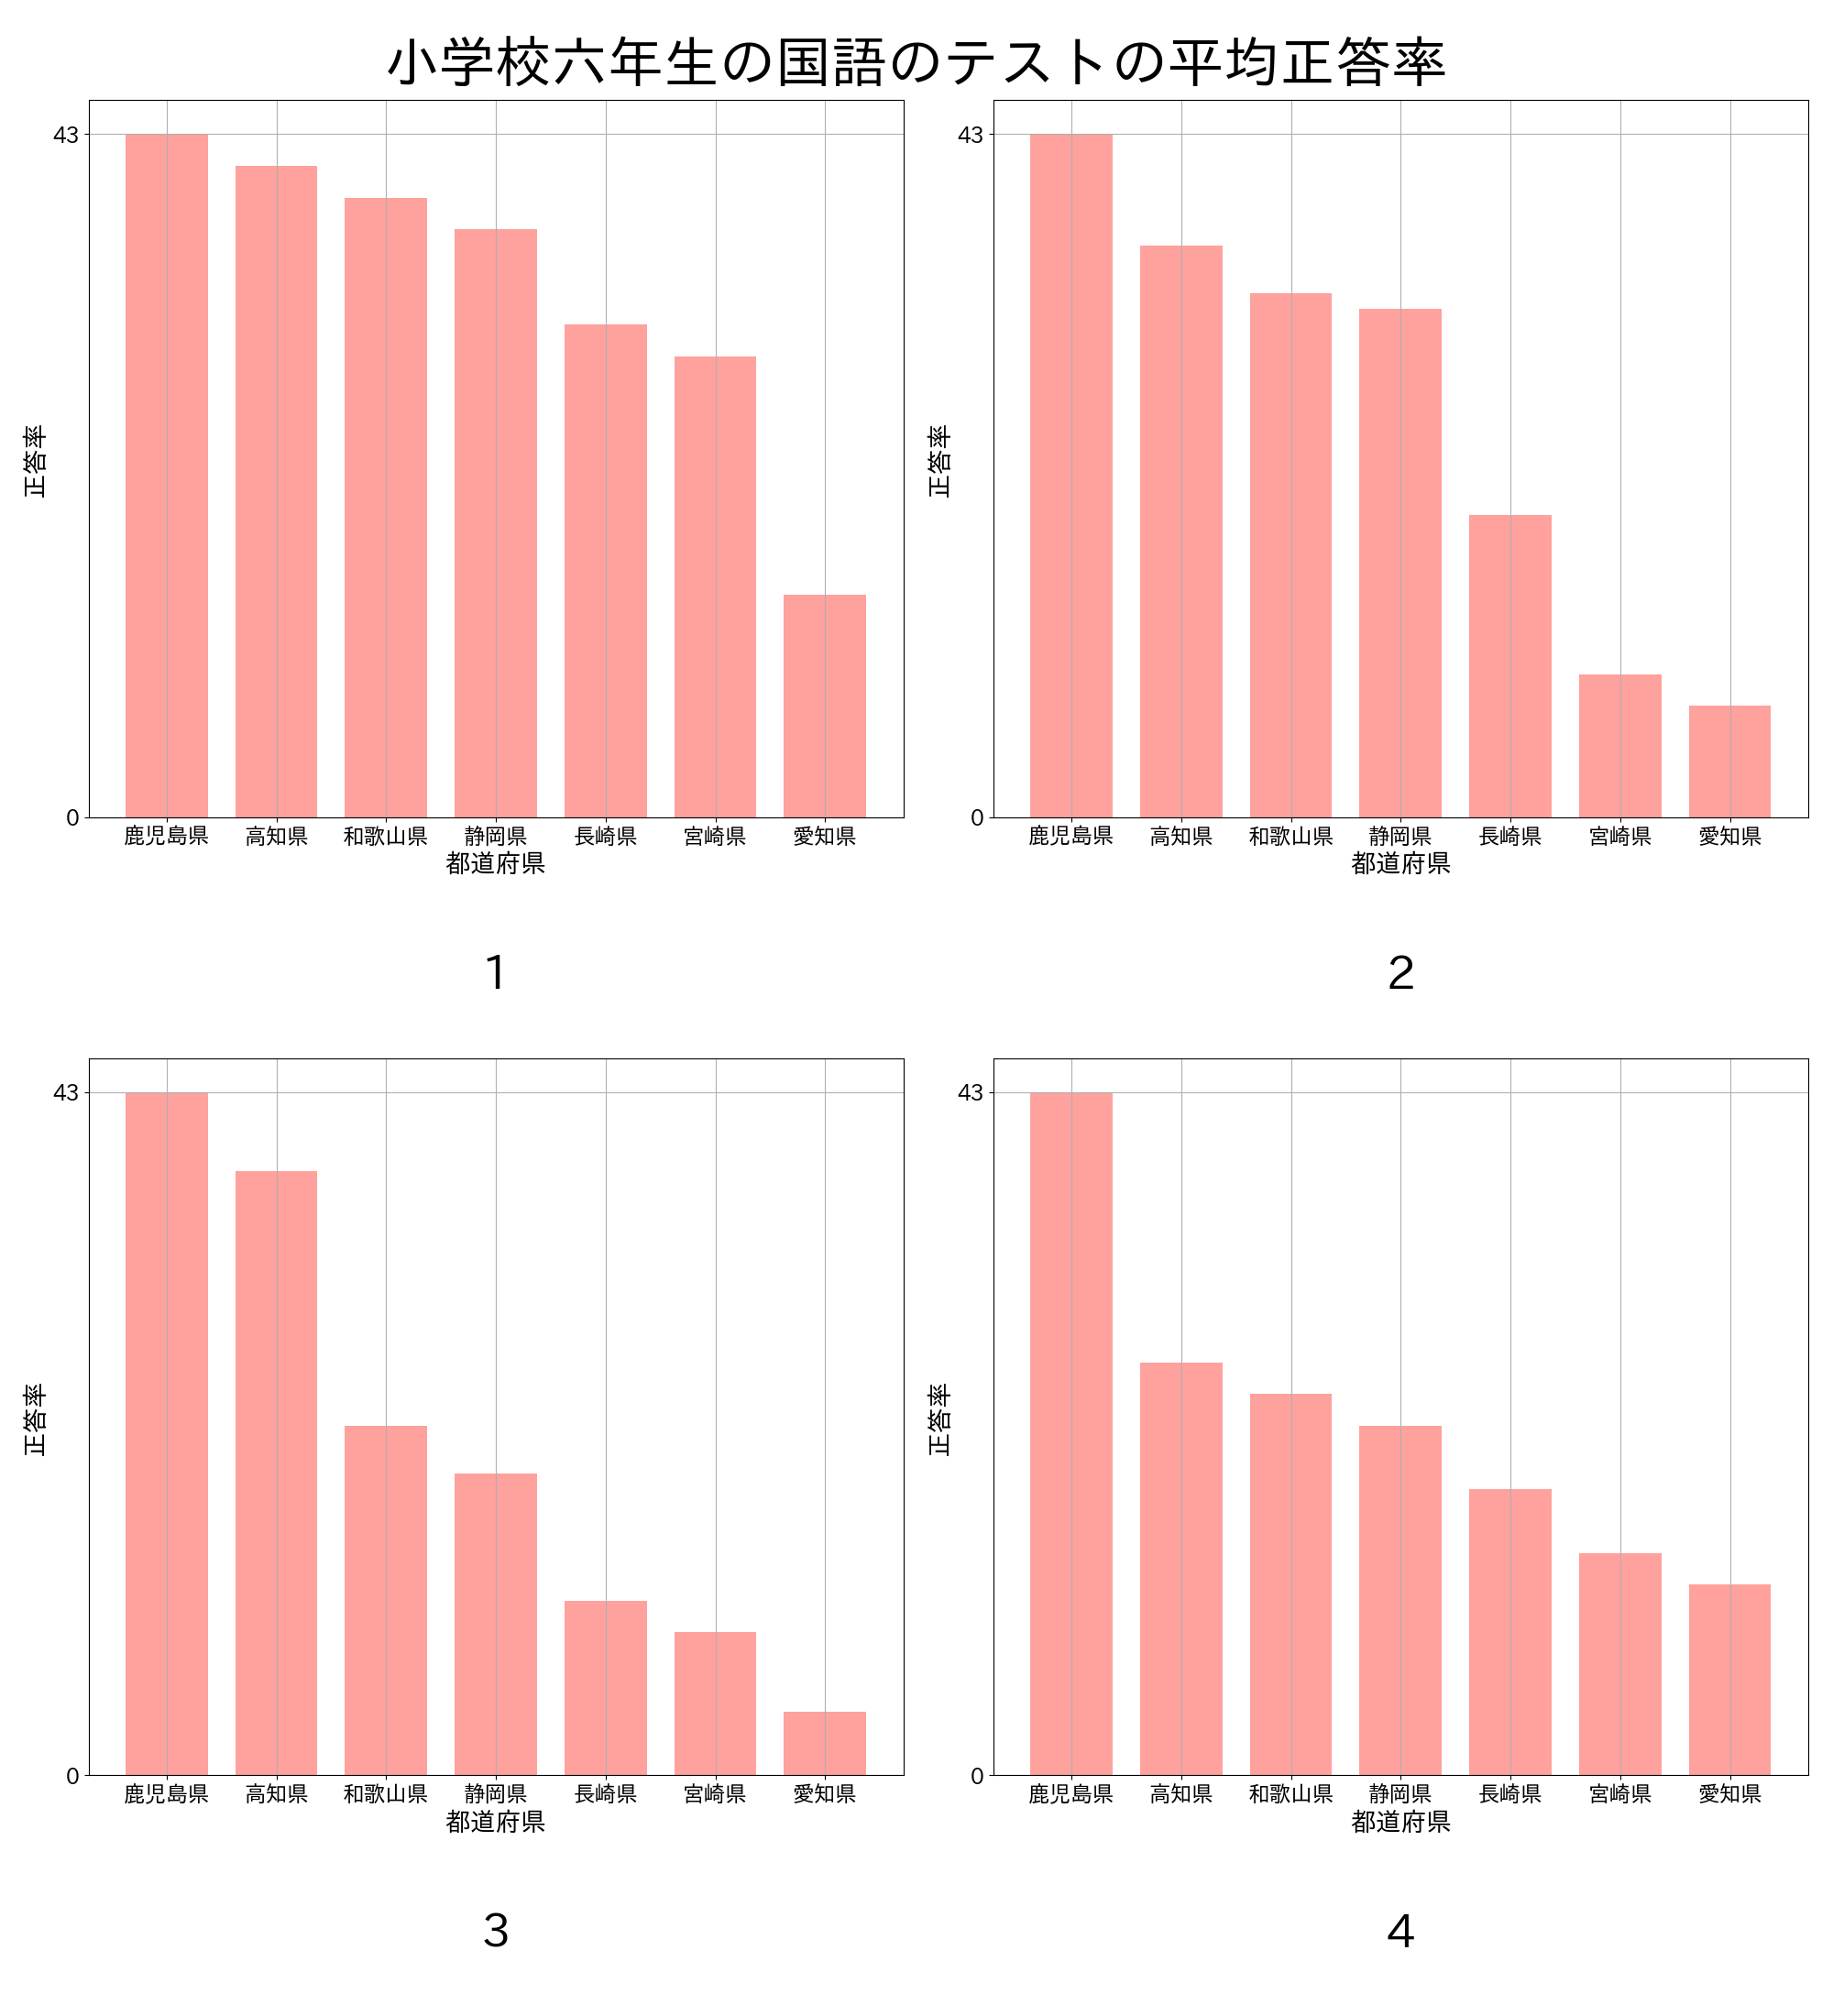 小学校六年生の国語のテストの平均正答率
43
0
正答率
鹿児島県 高知県 和歌山県 静岡県 長崎県 宮崎県 愛知県
都道府県
1
43
0
正答率
鹿児島県 高知県 和歌山県 静岡県 長崎県 宮崎県 愛知県
都道府県
2
43
0
正答率
鹿児島県 高知県 和歌山県 静岡県 長崎県 宮崎県 愛知県
都道府県
3
43
0
正答率
鹿児島県 高知県 和歌山県 静岡県 長崎県 宮崎県 愛知県
都道府県
4